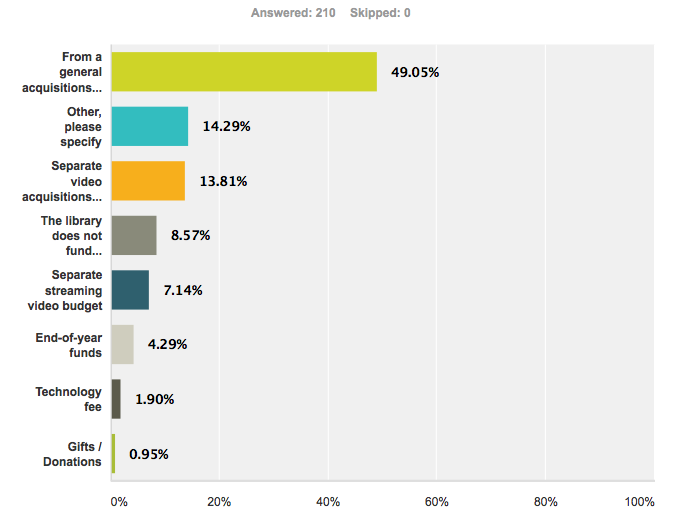 Answered: 210 Skipped: 0
From a
general
acquisitions...
49.05%
Other,
please
specify
14.29%
Separate
video
acquisitions...
13.81%
The library
does not
fund...
8.57%
Separate
streaming
video budget
7.14%
End-of-year
funds
4.29%
Technology
fee
1.90%
Gifts /
Donations
0.95%
0% 20% 40% 60% 80% 100%